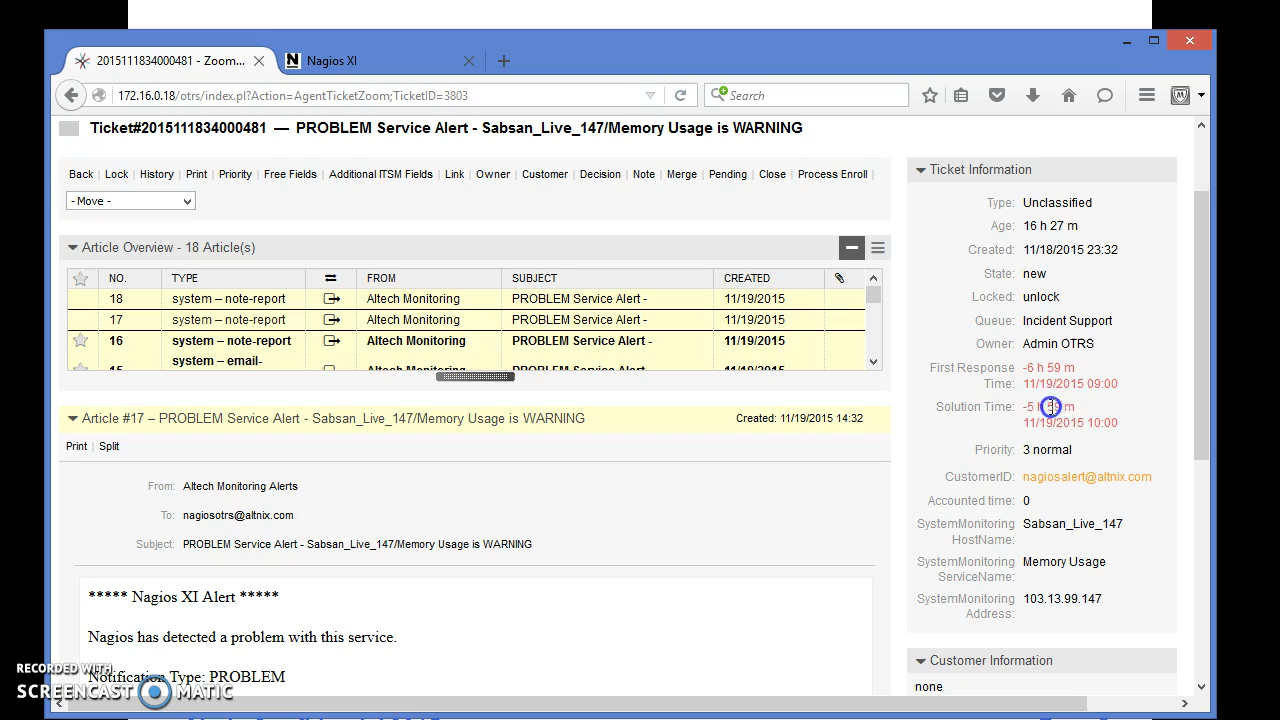 2015111834000481 - Zoom...
Nagios XI
172.16.0.18/otrs/index.pl?Action=AgentTicketZoom;TicketID=3803
Search
Ticket#2015111834000481 — PROBLEM Service Alert - Sabsan_Live_147/Memory Usage is WARNING
Back | Lock | History | Print | Priority | Free Fields | Additional ITSM Fields | Link | Owner | Customer | Decision | Note | Merge | Pending | Close | Process Enroll |
- Move -
Article Overview - 18 Article(s)
NO. TYPE FROM SUBJECT CREATED
18 system – note-report Altech Monitoring PROBLEM Service Alert - 11/19/2015
17 system – note-report Altech Monitoring PROBLEM Service Alert - 11/19/2015
16 system – note-report Altech Monitoring PROBLEM Service Alert - 11/19/2015
15 system – email- Altech Monitoring PROBLEM Service Alert - 11/19/2015
Article #17 – PROBLEM Service Alert - Sabsan_Live_147/Memory Usage is WARNING
Created: 11/19/2015 14:32
Print | Split
From: Altech Monitoring Alerts
To: nagiosotrs@altnix.com
Subject: PROBLEM Service Alert - Sabsan_Live_147/Memory Usage is WARNING
***** Nagios XI Alert *****
Nagios has detected a problem with this service.
Notification Type: PROBLEM
Ticket Information
Type: Unclassified
Age: 16 h 27 m
Created: 11/18/2015 23:32
State: new
Locked: unlock
Queue: Incident Support
Owner: Admin OTRS
First Response Time: -6 h 59 m
11/19/2015 09:00
Solution Time: -5 h 59 m
11/19/2015 10:00
Priority: 3 normal
CustomerID: nagiosalert@altnix.com
Accounted time: 0
SystemMonitoring HostName: Sabsan_Live_147
SystemMonitoring ServiceName: Memory Usage
SystemMonitoring Address: 103.13.99.147
Customer Information
none
RECORDED WITH
SCREENCAST MATIC